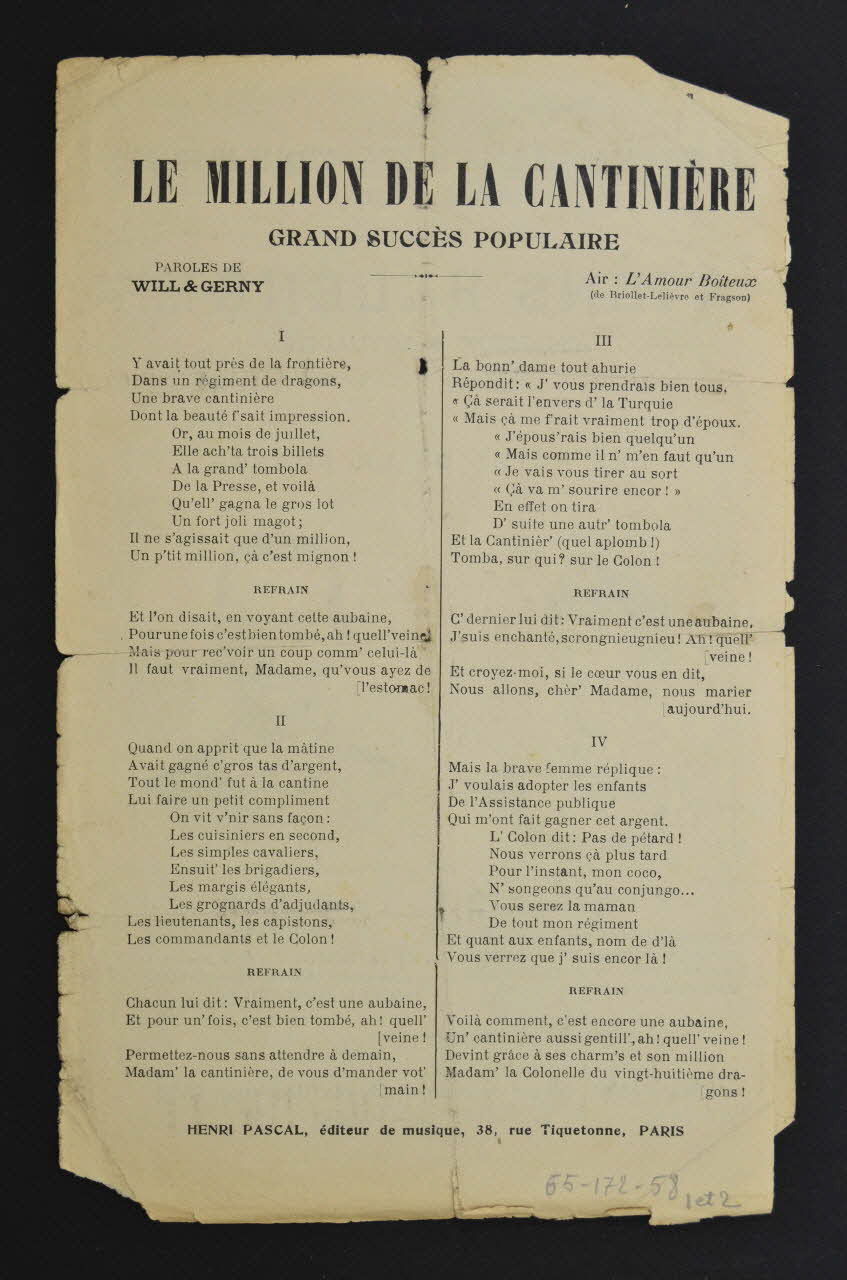 LE MILLION DE LA CANTINIÈRE
GRAND SUCCÈS POPULAIRE
PAROLES DE
WILL & GERNY
Air : L'Amour Boîteux
(de Briollet-Lelièvre et Fragson)
I
Y avait tout près de la frontière,
Dans un régiment de dragons,
Une brave cantinière
Dont la beauté f'sait impression.
Or, au mois de juillet,
Elle ach'ta trois billets
A la grand' tombola
De la Presse, et voilà
Qu'ell' gagna le gros lot
Un fort joli magot;
Il ne s'agissait que d'un million,
Un p'tit million, çà c'est mignon !
REFRAIN
Et l'on disait, en voyant cette aubaine,
Pour une fois c'est bien tombé, ah ! quell' veine!
Mais pour rec'voir un coup comm' celui-là
Il faut vraiment, Madame, qu'vous ayez de
[l'estomac!
II
Quand on apprit que la mâtine
Avait gagné c'gros tas d'argent,
Tout le mond' fut à la cantine
Lui faire un petit compliment
On vit v'nir sans façon :
Les cuisiniers en second,
Les simples cavaliers,
Ensuit' les brigadiers,
Les margis élégants,
Les grognards d'adjudants,
Les lieutenants, les capistons,
Les commandants et le Colon !
REFRAIN
Chacun lui dit : Vraiment, c'est une aubaine,
Et pour un' fois, c'est bien tombé, ah! quell'
[veine !
Permettez-nous sans attendre à demain,
Madam' la cantinière, de vous d'mander vot'
[main !
III
La bonn' dame tout ahurie
Répondit : « J' vous prendrais bien tous,
« Çà serait l'envers d' la Turquie
« Mais çà me f'rait vraiment trop d'époux.
« J'épous'rais bien quelqu'un
« Mais comme il n' m'en faut qu'un
« Je vais vous tirer au sort
« Çà va m' sourire encor ! »
En effet on tira
D' suite une autr' tombola
Et la Cantinièr' (quel aplomb !)
Tomba, sur qui? sur le Colon !
REFRAIN
C' dernier lui dit : Vraiment c'est une aubaine,
J'suis enchanté, scrongnieugnieu ! Ah ! quell'
[veine !
Et croyez-moi, si le cœur vous en dit,
Nous allons, chèr' Madame, nous marier
[aujourd'hui.
IV
Mais la brave femme réplique :
J' voulais adopter les enfants
De l'Assistance publique
Qui m'ont fait gagner cet argent.
L' Colon dit : Pas de pétard !
Nous verrons çà plus tard
Pour l'instant, mon coco,
N' songeons qu'au conjungo...
Vous serez la maman
De tout mon régiment
Et quant aux enfants, nom de d'là
Vous verrez que j' suis encor là !
REFRAIN
Voilà comment, c'est encore une aubaine,
Un' cantinière aussi gentill', ah ! quell' veine !
Devint grâce à ses charm's et son million
Madam' la Colonelle du vingt-huitième dra-
[gons !
HENRI PASCAL, éditeur de musique, 38, rue Tiquetonne, PARIS
65-172-58
1 et 2